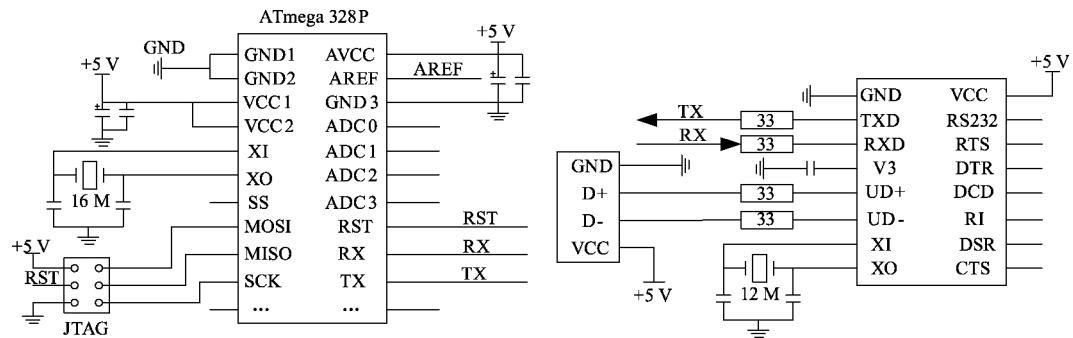 ATmega 328P
GND
+5 V
GND1
GND2
VCC1
VCC2
XI
XO
SS
MOSI
MISO
SCK
...
AVCC
AREF
GND 3
ADC0
ADC1
ADC2
ADC3
RST
RX
TX
...
+5 V
AREF
RST
RX
TX
16 M
+5 V
RST
JTAG
TX
RX
33
33
GND
D+
D-
VCC
+5 V
33
33
12 M
GND
TXD
RXD
V3
UD+
UD-
XI
XO
VCC
RS232
RTS
DTR
DCD
RI
DSR
CTS
+5 V